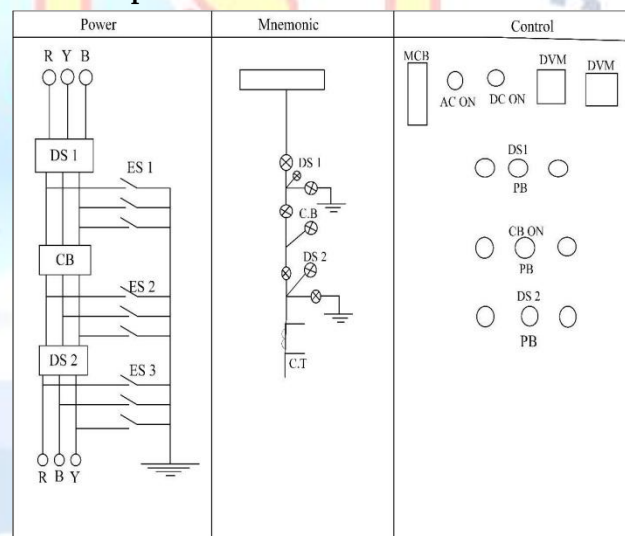 Power
Mnemonic
Control
R Y B
DS 1
ES 1
CB
ES 2
DS 2
ES 3
R B Y
DS 1
C.B
DS 2
C.T
MCB
AC ON
DC ON
DVM
DVM
DS1
PB
CB ON
PB
DS 2
PB